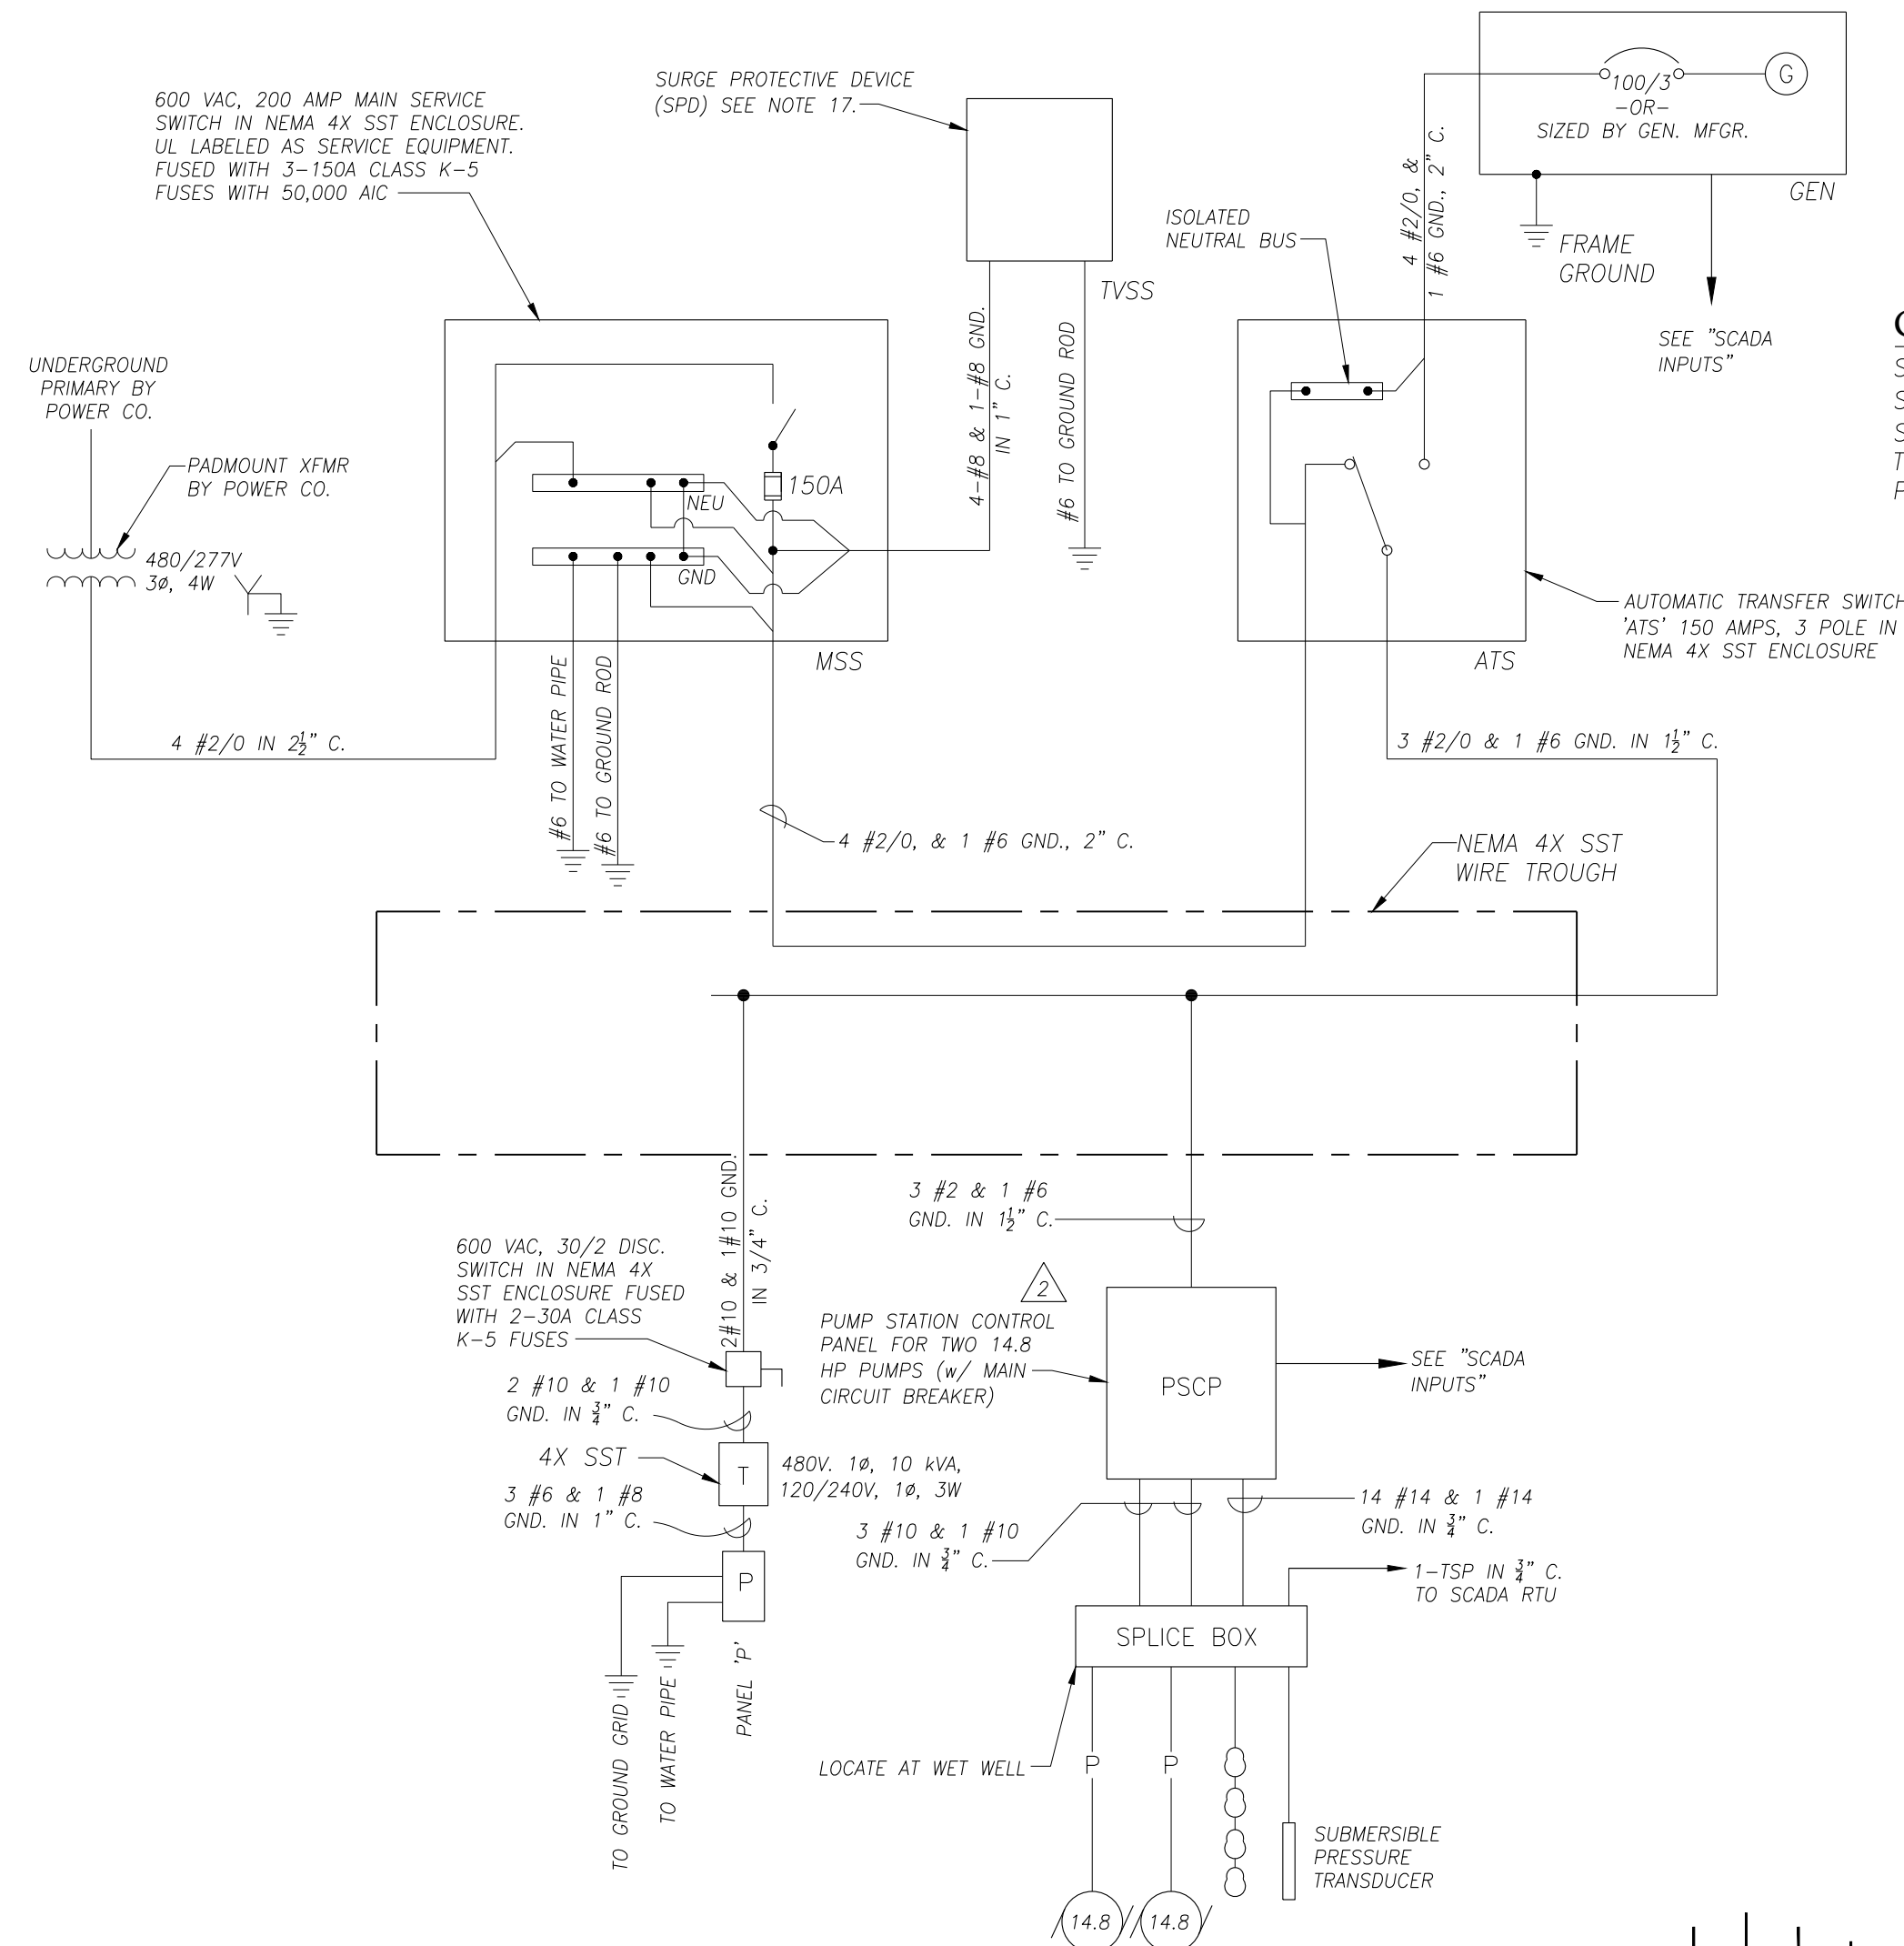 600 VAC, 200 AMP MAIN SERVICE
SWITCH IN NEMA 4X SST ENCLOSURE.
UL LABELED AS SERVICE EQUIPMENT.
FUSED WITH 3-150A CLASS K-5
FUSES WITH 50,000 AIC
SURGE PROTECTIVE DEVICE
(SPD) SEE NOTE 17.
TVSS
100/3
-OR-
SIZED BY GEN. MFGR.
G
GEN
4 #2/0, &
1 #6 GND., 2" C.
FRAME
GROUND
SEE "SCADA
INPUTS"
ISOLATED
NEUTRAL BUS
UNDERGROUND
PRIMARY BY
POWER CO.
PADMOUNT XFMR
BY POWER CO.
480/277V
3ø, 4W
150A
NEU
GND
MSS
4-#8 & 1-#8 GND.
IN 1" C.
#6 TO GROUND ROD
ATS
AUTOMATIC TRANSFER SWITCH
'ATS' 150 AMPS, 3 POLE IN
NEMA 4X SST ENCLOSURE
#6 TO WATER PIPE
#6 TO GROUND ROD
4 #2/0 IN 2½" C.
3 #2/0 & 1 #6 GND. IN 1½" C.
4 #2/0, & 1 #6 GND., 2" C.
NEMA 4X SST
WIRE TROUGH
2#10 & 1#10 GND.
IN 3/4" C.
3 #2 & 1 #6
GND. IN 1½" C.
600 VAC, 30/2 DISC.
SWITCH IN NEMA 4X
SST ENCLOSURE FUSED
WITH 2-30A CLASS
K-5 FUSES
2
PUMP STATION CONTROL
PANEL FOR TWO 14.8
HP PUMPS (w/ MAIN
CIRCUIT BREAKER)
PSCP
SEE "SCADA
INPUTS"
2 #10 & 1 #10
GND. IN ¾" C.
4X SST
T
480V. 1ø, 10 kVA,
120/240V, 1ø, 3W
3 #6 & 1 #8
GND. IN 1" C.
P
PANEL 'P'
TO GROUND GRID
TO WATER PIPE
3 #10 & 1 #10
GND. IN ¾" C.
14 #14 & 1 #14
GND. IN ¾" C.
1-TSP IN ¾" C.
TO SCADA RTU
SPLICE BOX
LOCATE AT WET WELL
P
P
SUBMERSIBLE
PRESSURE
TRANSDUCER
14.8
14.8